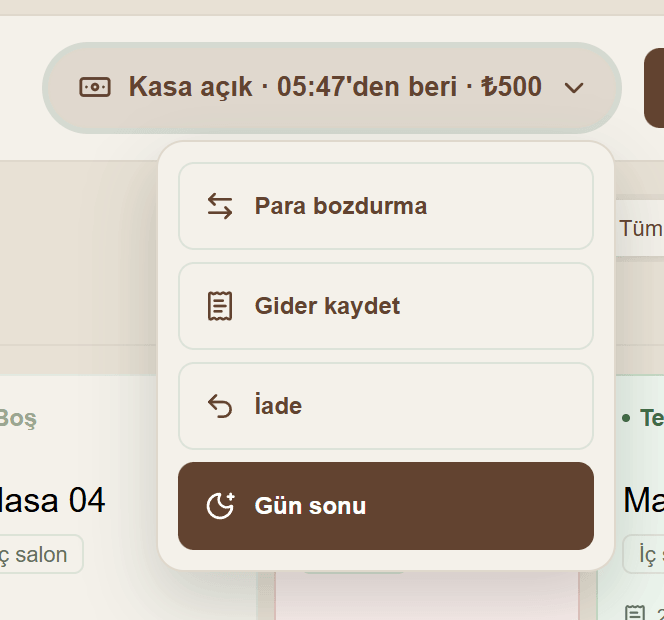 Kasa açık · 05:47'den beri · ₺500
Tüm
Para bozdurma
Gider kaydet
İade
Gün sonu
Boş
asa 04
ç salon
Te
Ma
İç